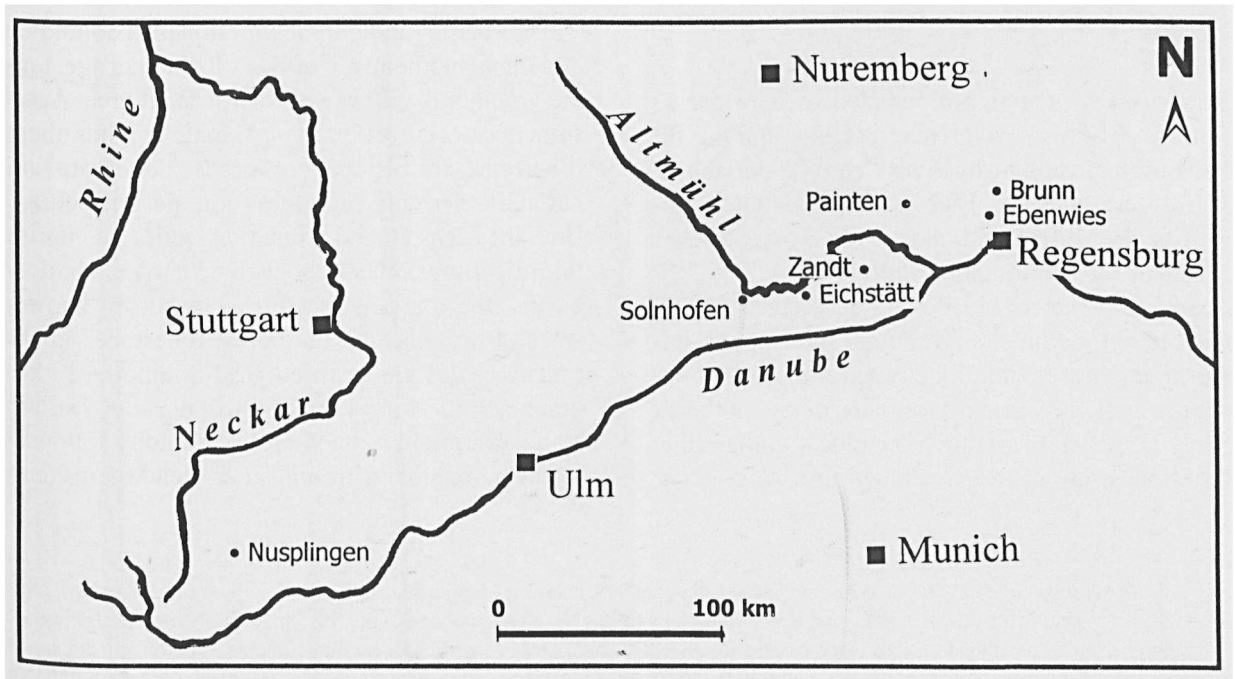 N
Nuremberg
Rhine
Altmühl
Brunn
Painten
Ebenwies
Regensburg
Zandt
Eichstätt
Solnhofen
Stuttgart
Danube
Neckar
Ulm
Nusplingen
Munich
0 100 km